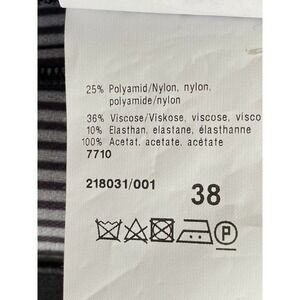 25% Polyamid/Nylon, nylon,
polyamide/nylon
36% Viscose/Viskose, viscose, visco
10% Elasthan, elastane, élasthanne
100% Acetat, acetate, acétate
7710
218031/001
38
P